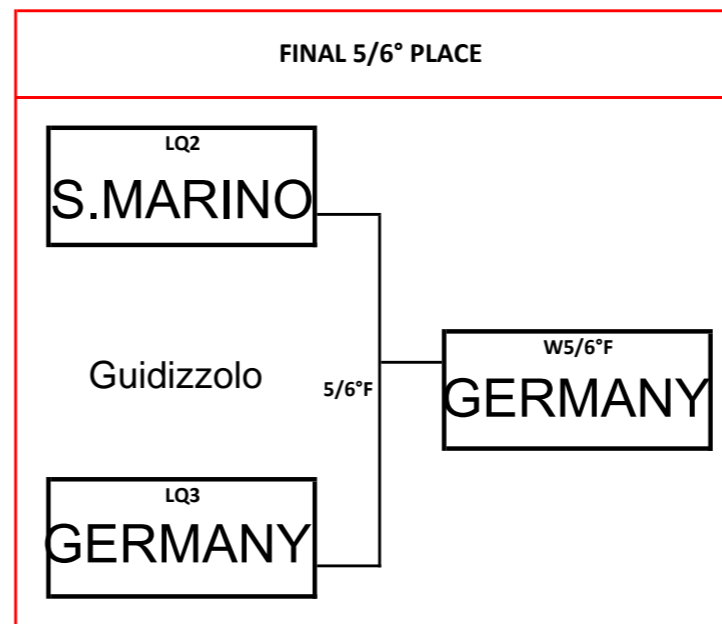 FINAL 5/6° PLACE
LQ2
S.MARINO
Guidizzolo
5/6°F
W5/6°F
GERMANY
LQ3
GERMANY